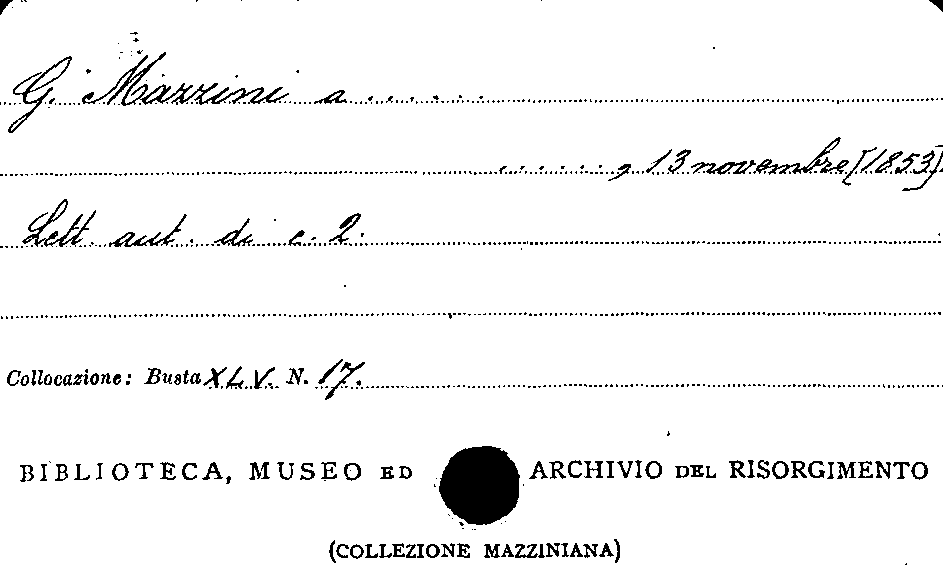 G. Mazzini a ......
......, 13 novembre [1853].
Lett. aut. di c. 2.
Collocazione: Busta XLV. N. 17.
BIBLIOTECA, MUSEO ED ARCHIVIO DEL RISORGIMENTO
(COLLEZIONE MAZZINIANA)